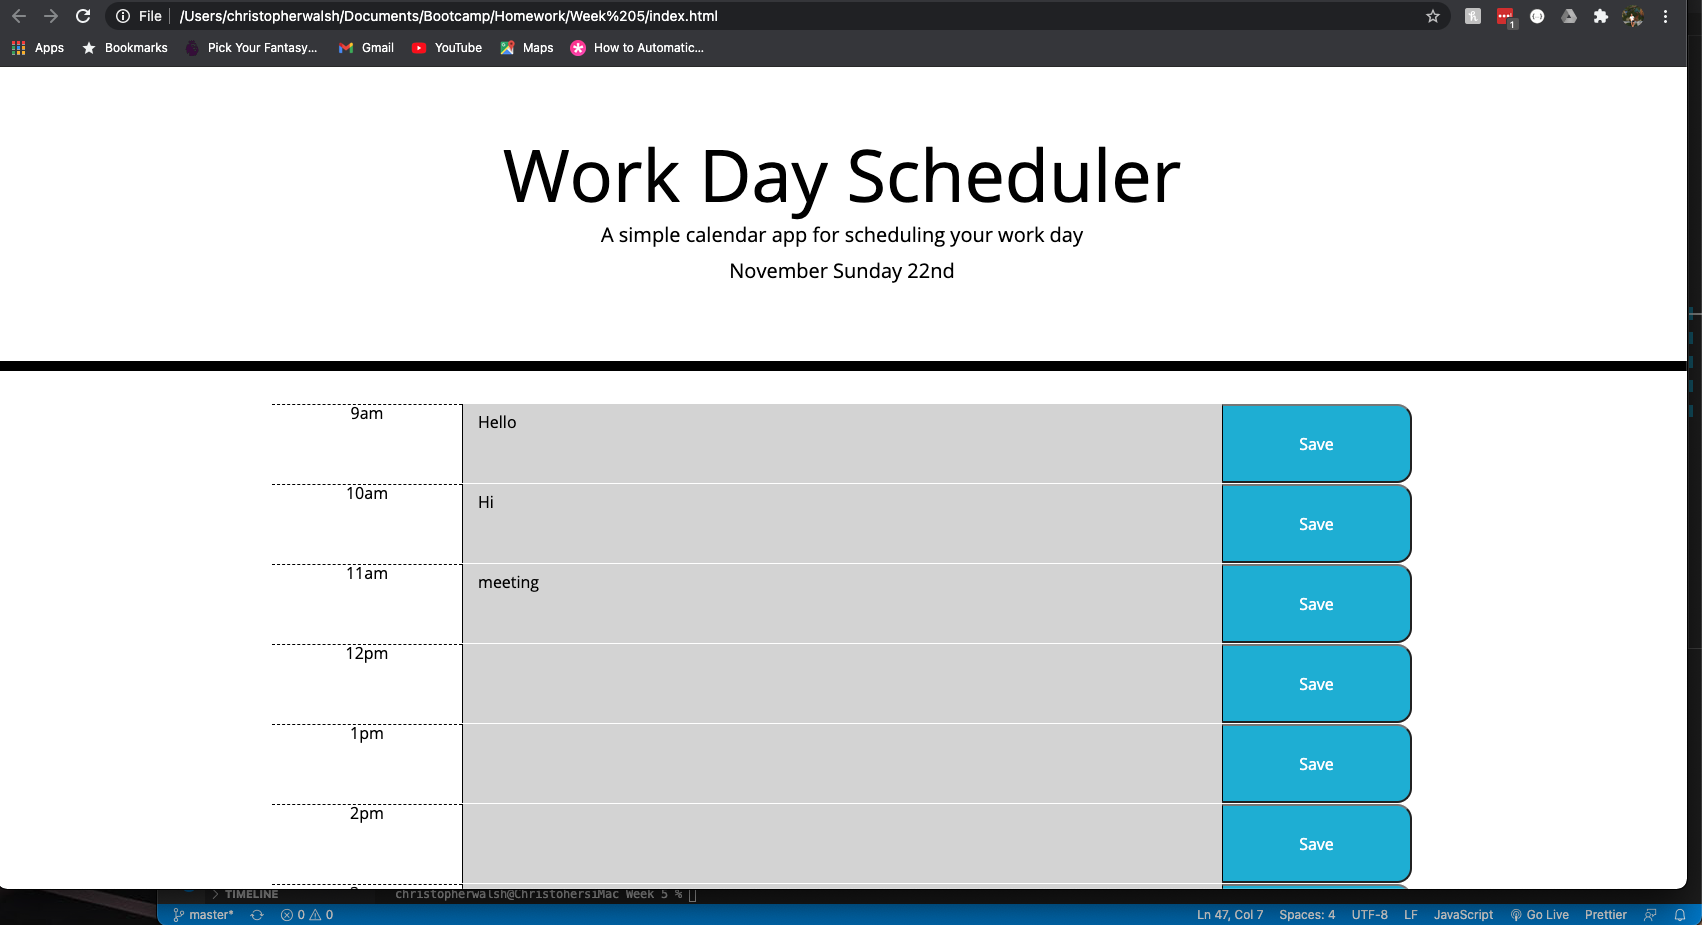 File /Users/christopherwalsh/Documents/Bootcamp/Homework/Week%205/index.html
1
Apps Bookmarks Pick Your Fantasy... Gmail YouTube Maps How to Automatic...
Work Day Scheduler
A simple calendar app for scheduling your work day
November Sunday 22nd
9am Hello Save
10am Hi Save
11am meeting Save
12pm Save
1pm Save
2pm Save
TIMELINE christopherwalsh@ChristohersiMac Week 5 %
master* 0 0 Ln 47, Col 7 Spaces: 4 UTF-8 LF JavaScript Go Live Prettier